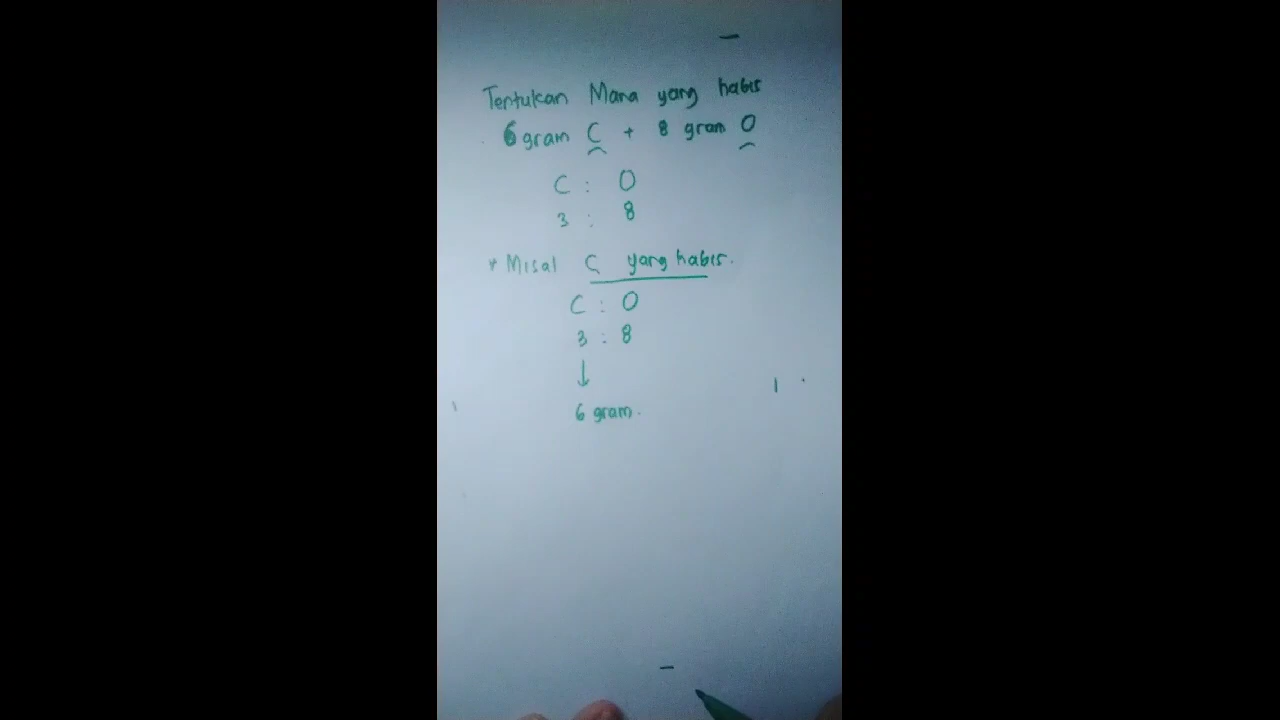 Tentukan Mana yang habis
6 gram C + 8 gram O
C : O
3 : 8
* Misal C yang habis.
C : O
3 : 8
↓
6 gram.